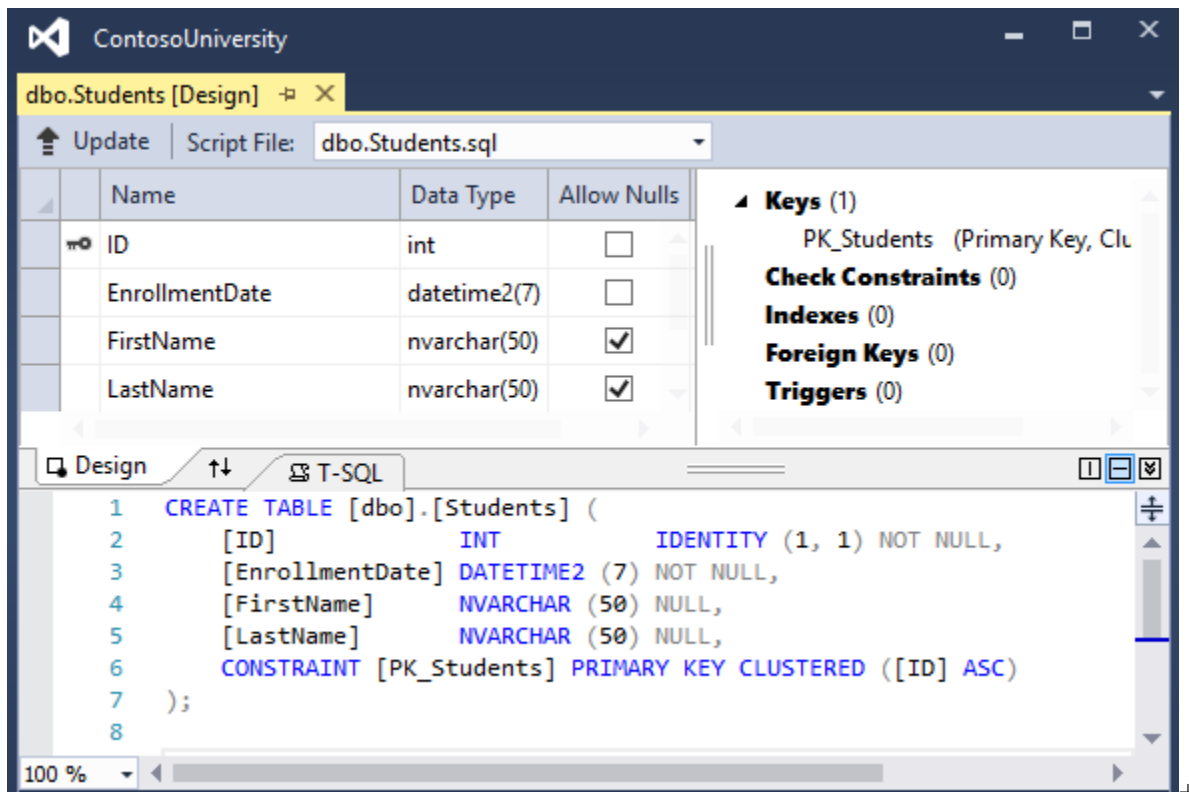 ContosoUniversity
dbo.Students [Design]
Update Script File: dbo.Students.sql
Name Data Type Allow Nulls
ID int
EnrollmentDate datetime2(7)
FirstName nvarchar(50)
LastName nvarchar(50)
Keys (1)
PK_Students (Primary Key, Clu
Check Constraints (0)
Indexes (0)
Foreign Keys (0)
Triggers (0)
Design T-SQL
1 CREATE TABLE [dbo].[Students] (
2 [ID] INT IDENTITY (1, 1) NOT NULL,
3 [EnrollmentDate] DATETIME2 (7) NOT NULL,
4 [FirstName] NVARCHAR (50) NULL,
5 [LastName] NVARCHAR (50) NULL,
6 CONSTRAINT [PK_Students] PRIMARY KEY CLUSTERED ([ID] ASC)
7 );
8
100 %